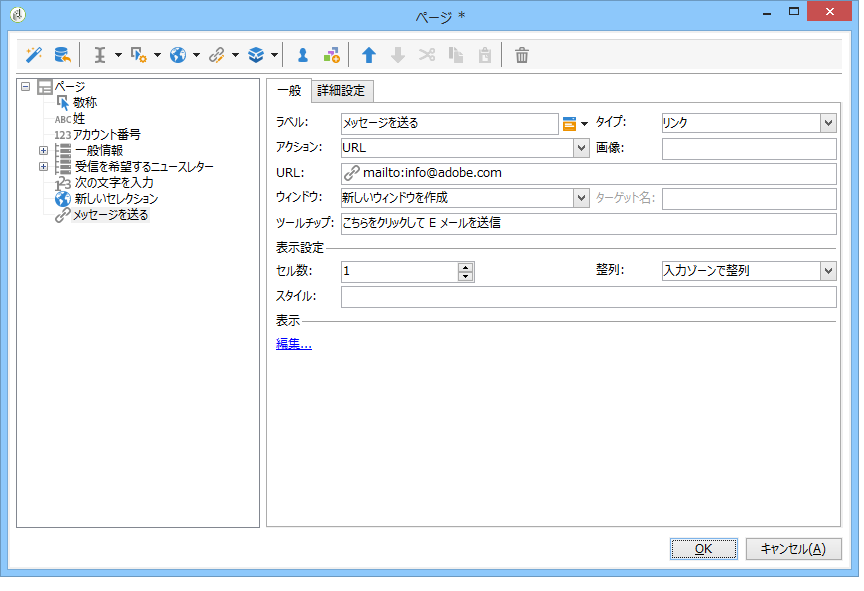 ページ *
ページ
敬称
ABC 姓
123 アカウント番号
一般情報
受信を希望するニュースレター
次の文字を入力
新しいセレクション
メッセージを送る
一般 詳細設定
ラベル: メッセージを送る タイプ: リンク
アクション: URL 画像:
URL: mailto:info@adobe.com
ウィンドウ: 新しいウィンドウを作成 ターゲット名:
ツールチップ: こちらをクリックして E メールを送信
表示設定
セル数: 1 整列: 入力ゾーンで整列
スタイル:
表示
編集...
OK キャンセル(A)